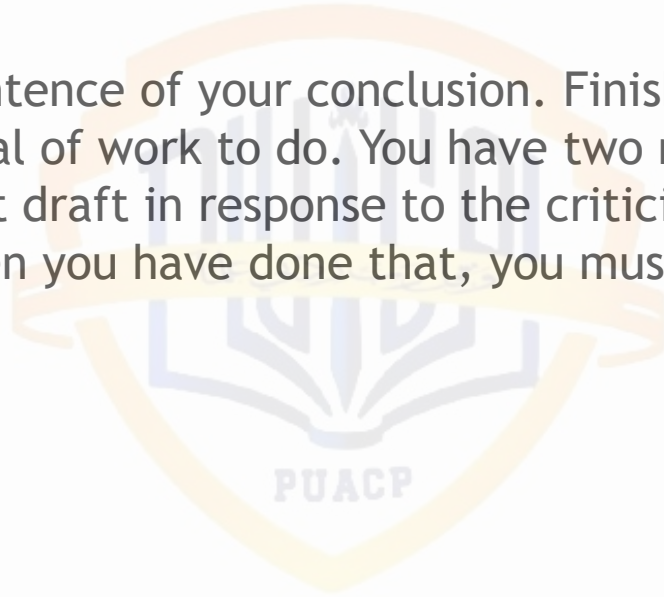 ntence of your conclusion. Finis
al of work to do. You have two
t draft in response to the critici
en you have done that, you mus
PUACP